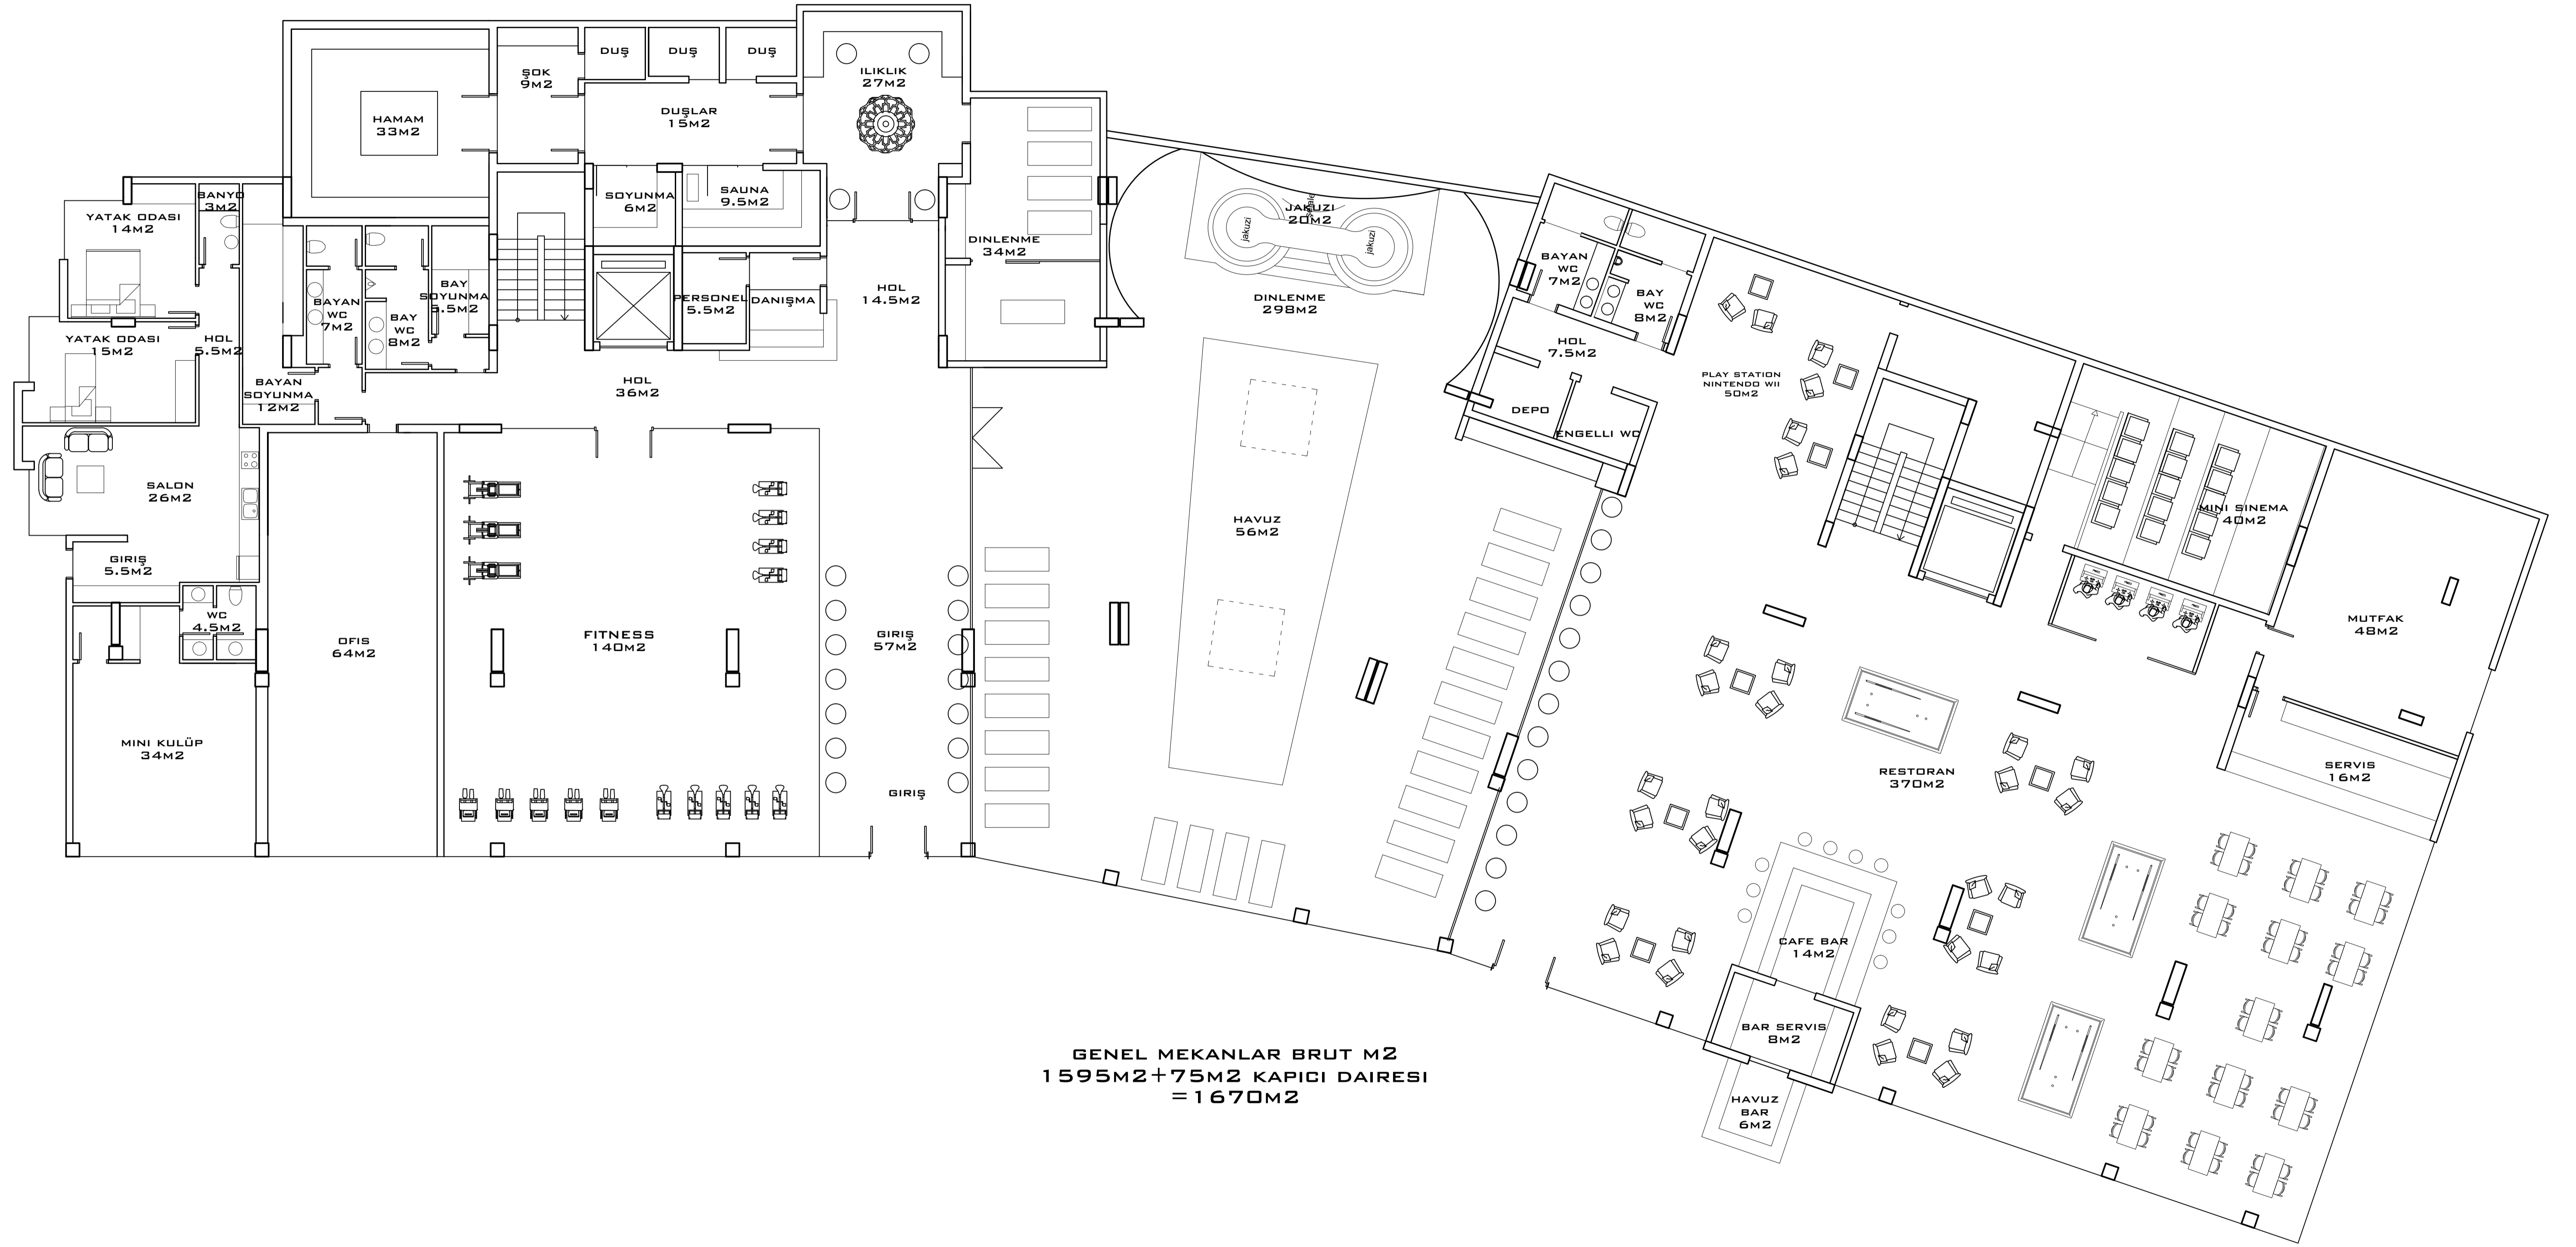 DUŞ
DUŞ
DUŞ
ŞOK
9M2
ILIKLIK
27M2
HAMAM
33M2
DUŞLAR
15M2
BANYO
3M2
YATAK ODASI
14M2
SOYUNMA
6M2
SAUNA
9.5M2
JAKUZI
20M2
şelale
jakuzi
jakuzi
DINLENME
34M2
BAYAN
WC
7M2
BAY
WC
8M2
BAY
SOYUNMA
5.5M2
BAYAN
WC
7M2
BAY
WC
8M2
PERSONEL
5.5M2
DANIŞMA
HOL
14.5M2
DINLENME
298M2
YATAK ODASI
15M2
HOL
5.5M2
HOL
7.5M2
PLAY STATION
NINTENDO WII
50M2
BAYAN
SOYUNMA
12M2
HOL
36M2
DEPO
ENGELLI WC
SALON
26M2
HAVUZ
56M2
MINI SINEMA
40M2
GIRIŞ
5.5M2
WC
4.5M2
OFIS
64M2
FITNESS
140M2
GIRIŞ
57M2
MUTFAK
48M2
MINI KULÜP
34M2
GIRIŞ
RESTORAN
370M2
SERVIS
16M2
CAFE BAR
14M2
BAR SERVIS
8M2
HAVUZ
BAR
6M2
GENEL MEKANLAR BRUT M2
1595M2+75M2 KAPICI DAIRESI
=1670M2